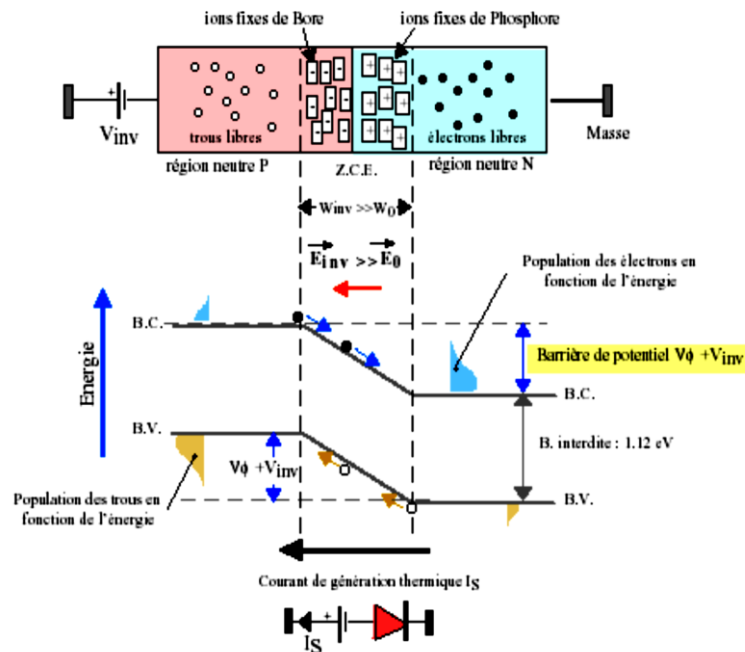 ions fixes de Bore
ions fixes de Phosphore
+
Vinv
trous libres
électrons libres
Masse
région neutre P
Z.C.E.
région neutre N
Winv >>W0
Einv >>E0
Population des électrons en
fonction de l'énergie
Energie
B.C.
Barrière de potentiel Vϕ +Vinv
B.C.
B.V.
B. interdite : 1.12 eV
Vϕ +Vinv
Population des trous en
fonction de l'énergie
B.V.
Courant de génération thermique IS
+
IS